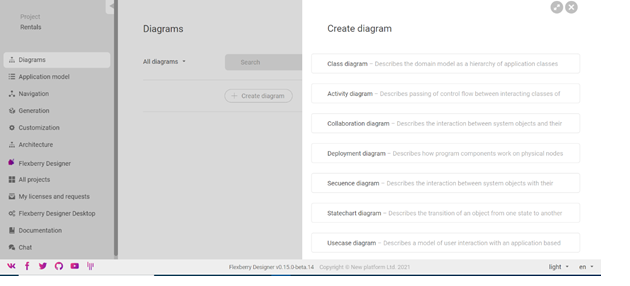 Project
Rentals
Diagrams
Application model
Navigation
Generation
Customization
Architecture
Flexberry Designer
All projects
My licenses and requests
Flexberry Designer Desktop
Documentation
Chat
Diagrams
All diagrams
Search
Create diagram
Create diagram
Class diagram – Describes the domain model as a hierarchy of application classes
Activity diagram – Describes passing of control flow between interacting classes of
Collaboration diagram – Describes the interaction between system objects and their
Deployment diagram – Describes how program components work on physical nodes
Secuence diagram – Describes the interaction between system objects with their
Statechart diagram – Describes the transition of an object from one state to another
Usecase diagram – Describes a model of user interaction with an application based
Flexberry Designer v0.15.0-beta.14. Copyright © New platform Ltd. 2021
light
en